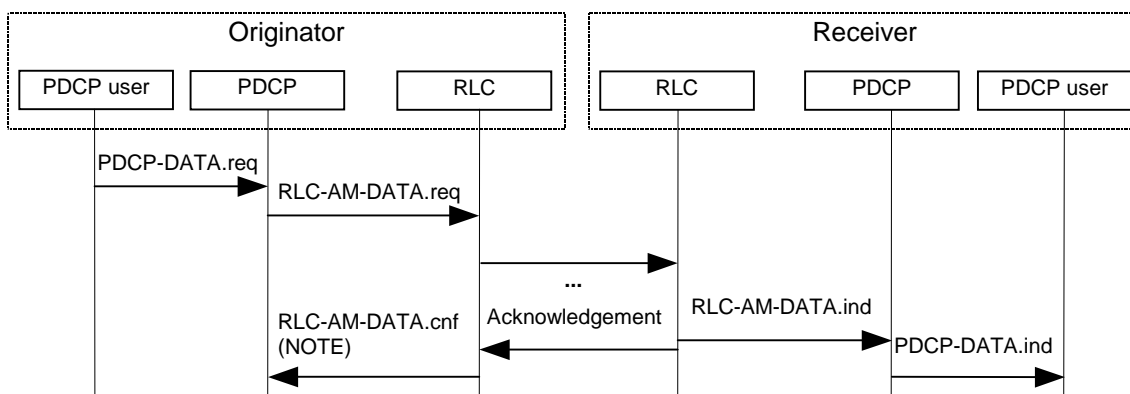 Originator
Receiver
PDCP user
PDCP
RLC
RLC
PDCP
PDCP user
PDCP-DATA.req
RLC-AM-DATA.req
...
RLC-AM-DATA.cnf
(NOTE)
Acknowledgement
RLC-AM-DATA.ind
PDCP-DATA.ind